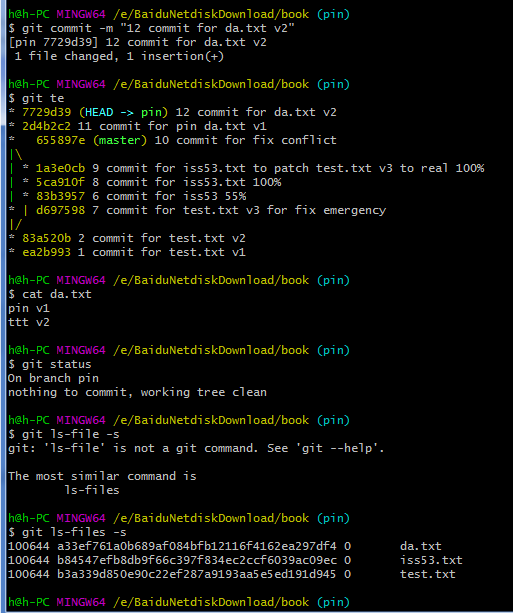 h@h-PC MINGW64 /e/BaiduNetdiskDownload/book (pin)
$ git commit -m "12 commit for da.txt v2"
[pin 7729d39] 12 commit for da.txt v2
 1 file changed, 1 insertion(+)

h@h-PC MINGW64 /e/BaiduNetdiskDownload/book (pin)
$ git te
* 7729d39 (HEAD -> pin) 12 commit for da.txt v2
* 2d4b2c2 11 commit for pin da.txt v1
*   655897e (master) 10 commit for fix conflict
|\
| * 1a3e0cb 9 commit for iss53.txt to patch test.txt v3 to real 100%
| * 5ca910f 8 commit for iss53.txt 100%
| * 83b3957 6 commit for iss53 55%
* | d697598 7 commit for test.txt v3 for fix emergency
|/
* 83a520b 2 commit for test.txt v2
* ea2b993 1 commit for test.txt v1

h@h-PC MINGW64 /e/BaiduNetdiskDownload/book (pin)
$ cat da.txt
pin v1
ttt v2

h@h-PC MINGW64 /e/BaiduNetdiskDownload/book (pin)
$ git status
On branch pin
nothing to commit, working tree clean

h@h-PC MINGW64 /e/BaiduNetdiskDownload/book (pin)
$ git ls-file -s
git: 'ls-file' is not a git command. See 'git --help'.

The most similar command is
        ls-files

h@h-PC MINGW64 /e/BaiduNetdiskDownload/book (pin)
$ git ls-files -s
100644 a33ef761a0b689af084bfb12116f4162ea297df4 0       da.txt
100644 b84547efb8db9f66c397f834ec2ccf6039ac09ec 0       iss53.txt
100644 b3a339d850e90c22ef287a9193aa5e5ed191d945 0       test.txt